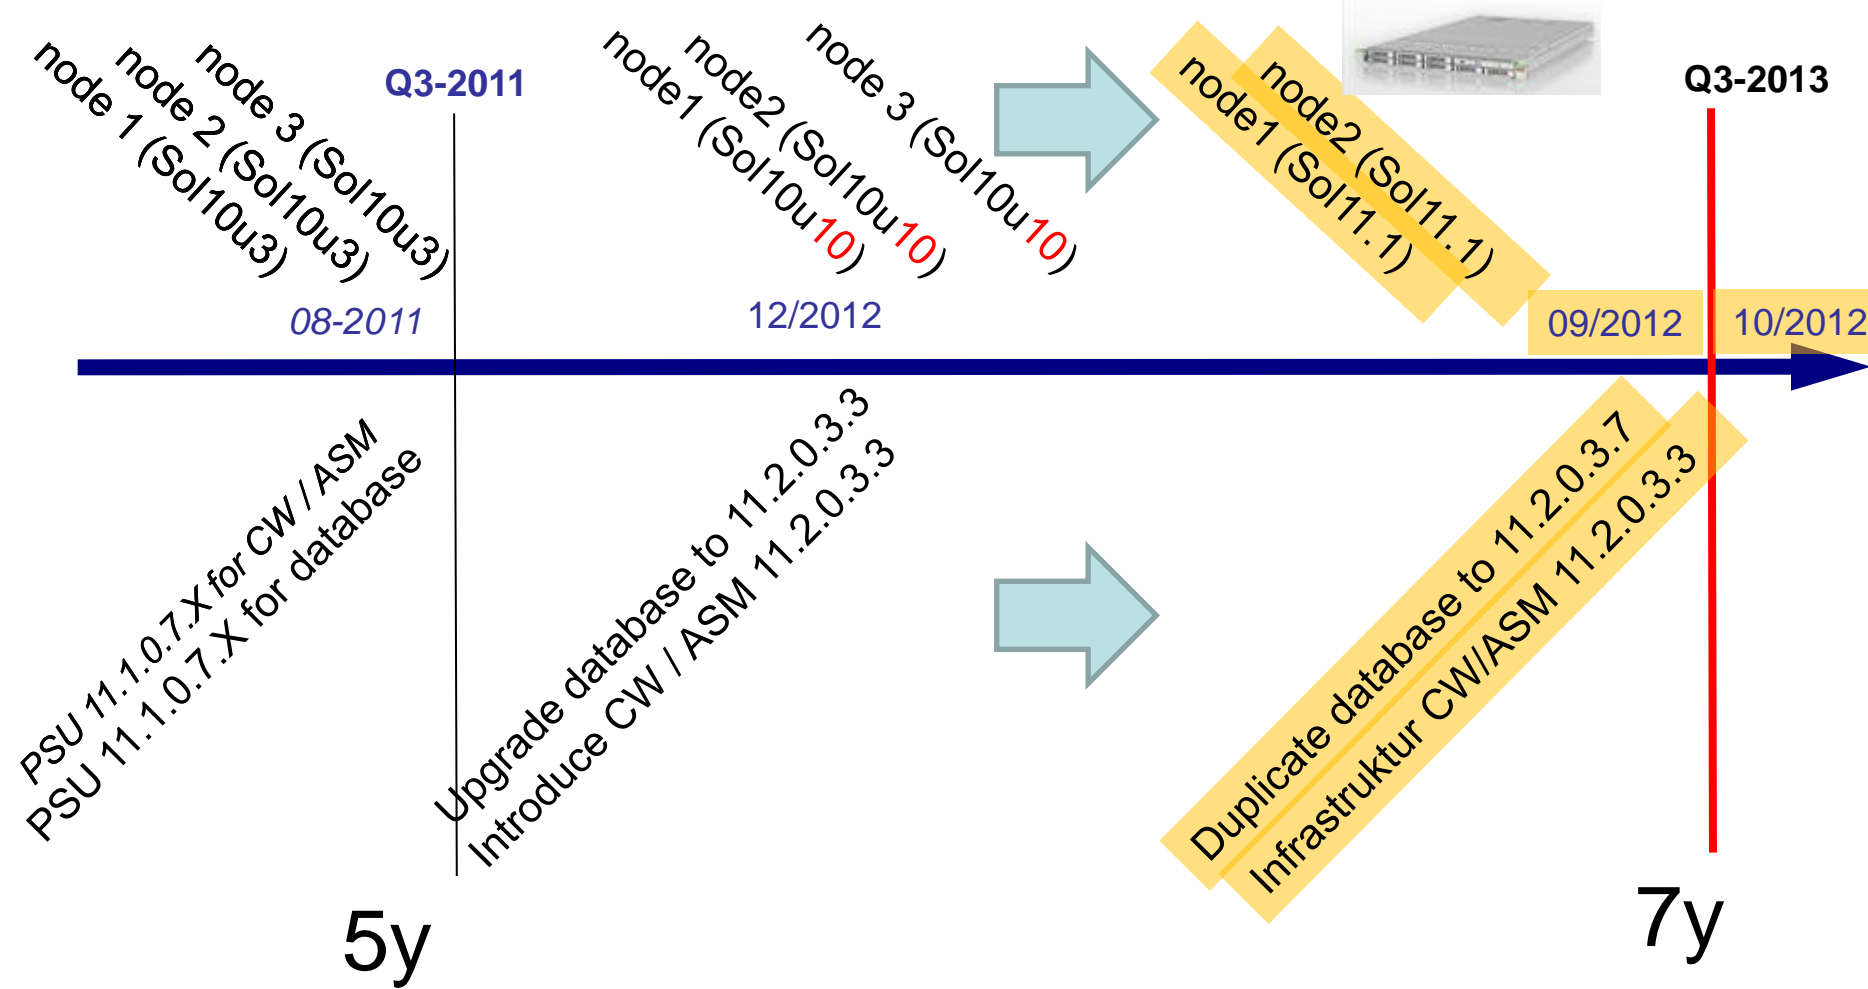 node 1 (Sol10u3)
node 2 (Sol10u3)
node 3 (Sol10u3)
Q3-2011
node1 (Sol10u10)
node2 (Sol10u10)
node 3 (Sol10u10)
node1 (Sol11.1)
node2 (Sol11.1)
Q3-2013
08-2011
12/2012
09/2012
10/2012
PSU 11.1.0.7.X for CW / ASM
PSU 11.1.0.7.X for database
Upgrade database to 11.2.0.3.3
Introduce CW / ASM 11.2.0.3.3
Duplicate database to 11.2.0.3.7
Infrastruktur CW/ASM 11.2.0.3.3
5y
7y